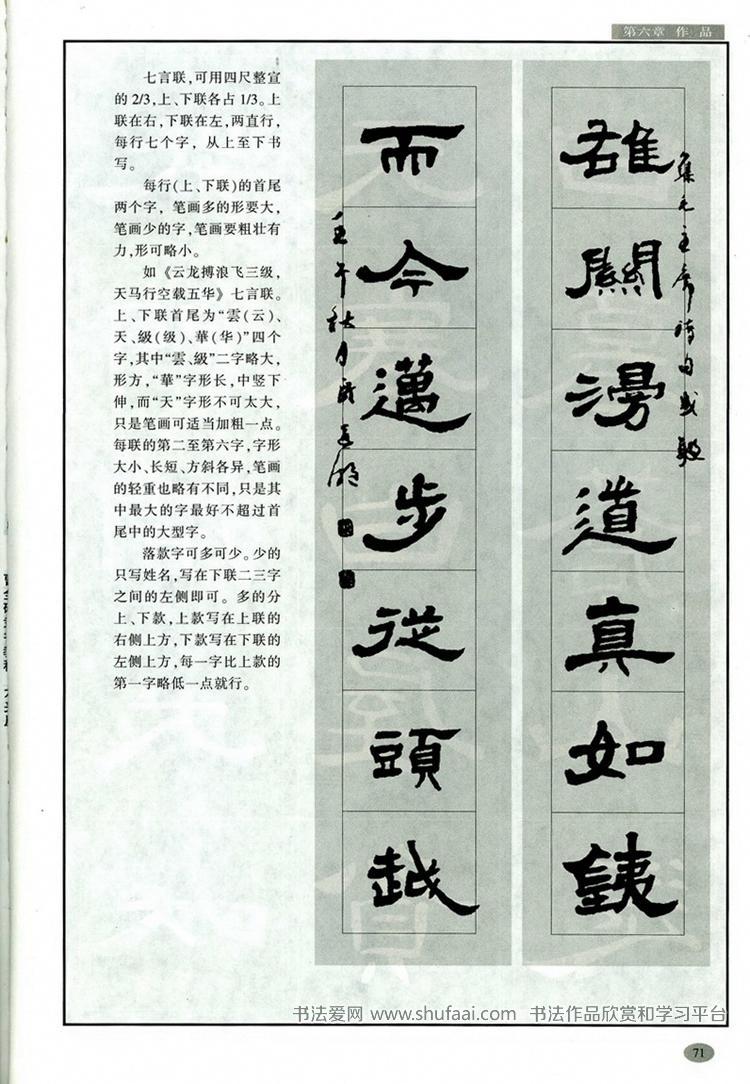 第六章 作 品
七言联,可用四尺整宣
的 2/3,上、下联各占 1/3。上
联在右,下联在左,两直行,
每行七个字，从上至下书
写。
每行(上、下联)的首尾
两个字，笔画多的形要大，
笔画少的字,笔画要粗壮有
力,形可略小。
如《云龙搏浪飞三级，
天马行空载五华》七言联。
上、下联首尾为“雲(云)、
天、級(级)、華(华)”四个
字,其中“雲、級”二字略大，
形方，“華”字形长，中竖下
伸，而“天”字形不可太大，
只是笔画可适当加粗一点。
每联的第二至第六字,字形
大小、长短、方斜各异，笔画
的轻重也略有不同,只是其
中最大的字最好不超过首
尾中的大型字。
落款字可多可少。少的
只写姓名,写在下联二三字
之间的左侧即可。多的分
上、下款,上款写在上联的
右侧上方,下款写在下联的
左侧上方,每一字比上款的
第一字略低一点就行。
集毛主席詩句
雄關漫道真如銕
而今邁步從頭越
壬午秋月
书法爱网 www.shufaai.com 书法作品欣赏和学习平台
71